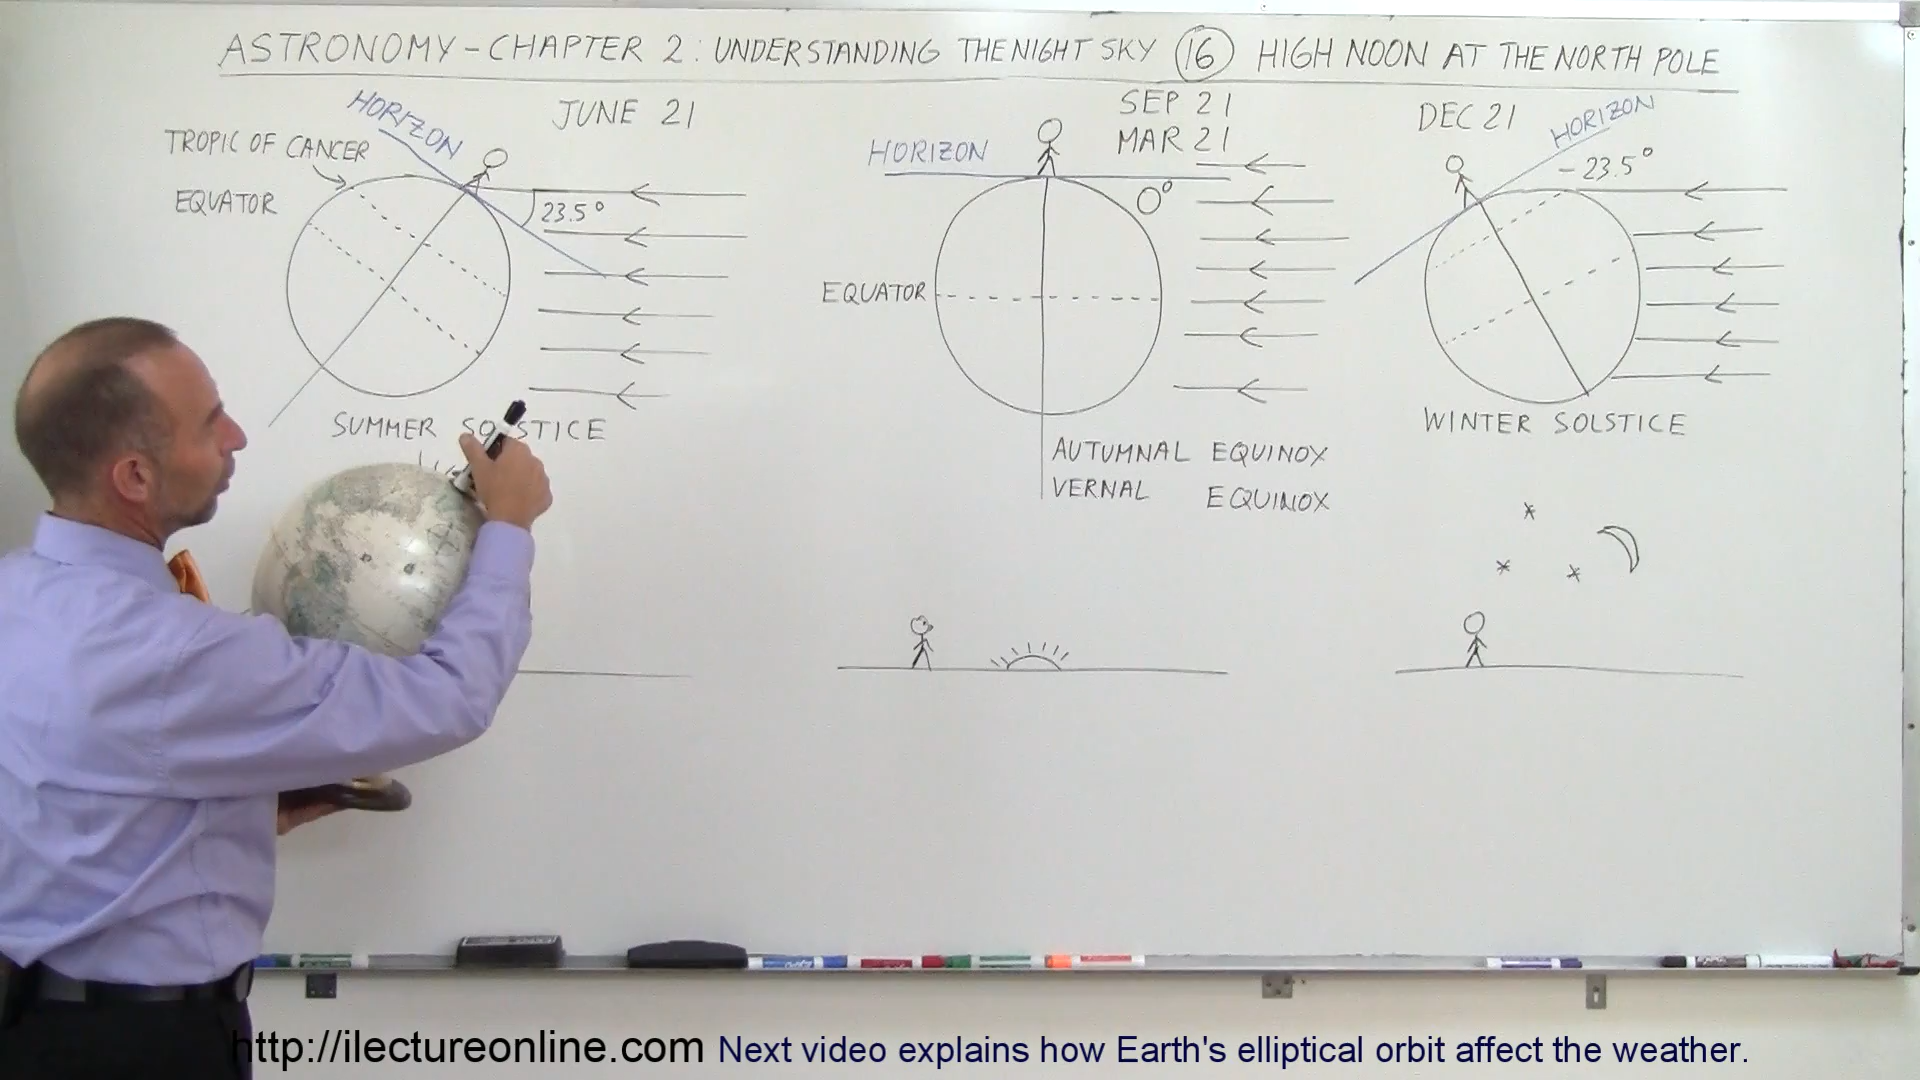 ASTRONOMY - CHAPTER 2: UNDERSTANDING THE NIGHT SKY 16 HIGH NOON AT THE NORTH POLE
HORIZON
JUNE 21
TROPIC OF CANCER
EQUATOR
23.5°
SUMMER SOLSTICE
SEP 21
MAR 21
HORIZON
0°
EQUATOR
AUTUMNAL EQUINOX
VERNAL EQUINOX
DEC 21
HORIZON
-23.5°
WINTER SOLSTICE
http://ilectureonline.com Next video explains how Earth's elliptical orbit affect the weather.